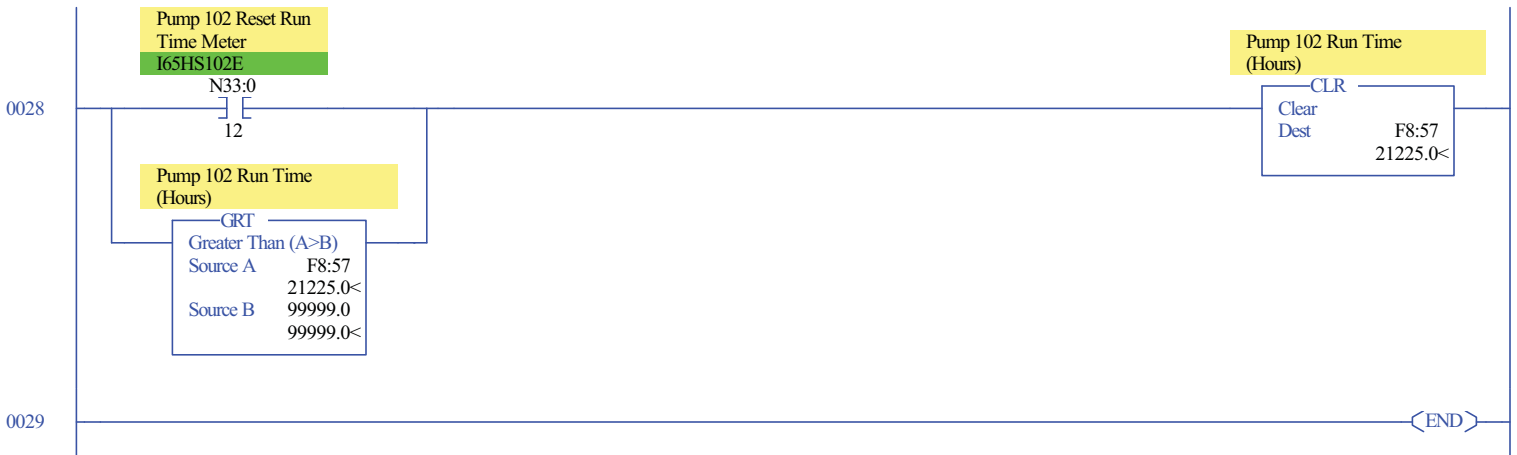 Pump 102 Reset Run
Time Meter
I65HS102E
N33:0
12
0028
Pump 102 Run Time
(Hours)
CLR
Clear
Dest F8:57
21225.0<
Pump 102 Run Time
(Hours)
GRT
Greater Than (A>B)
Source A F8:57
21225.0<
Source B 99999.0
99999.0<
0029
END